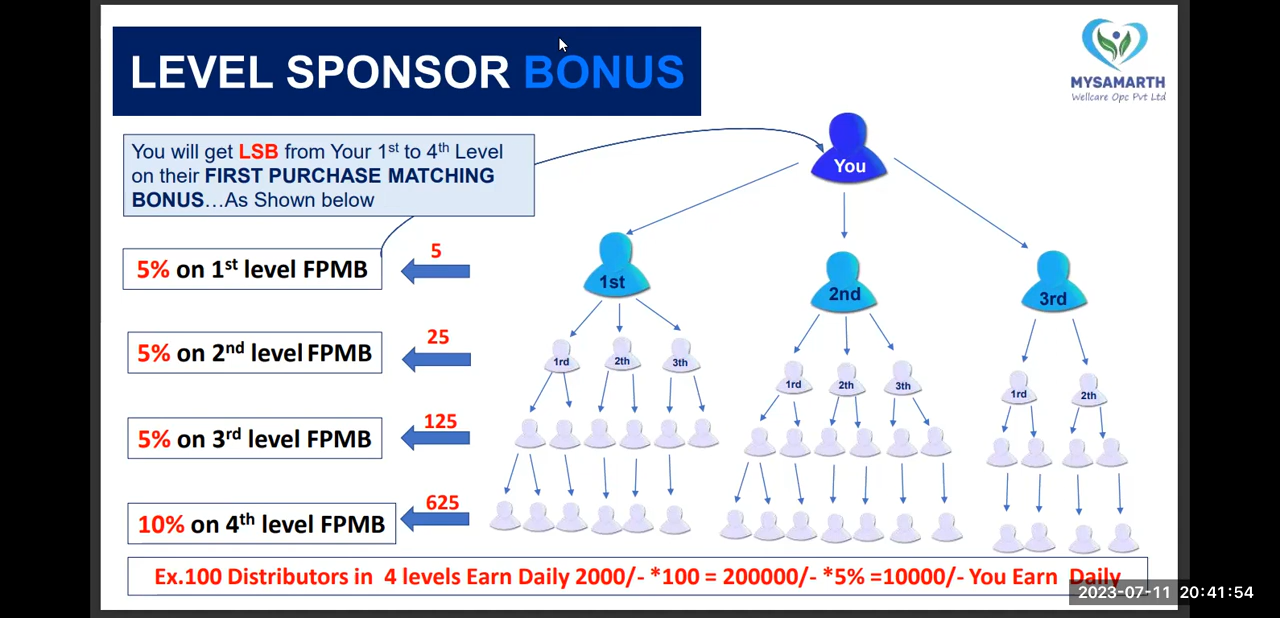 LEVEL SPONSOR BONUS
MYSAMARTH
Wellcare Opc Pvt Ltd
You will get LSB from Your 1st to 4th Level
on their FIRST PURCHASE MATCHING
BONUS...As Shown below
You
5% on 1st level FPMB
5
1st
2nd
3rd
5% on 2nd level FPMB
25
1rd
2th
3th
1rd
2th
3th
1rd
2th
5% on 3rd level FPMB
125
10% on 4th level FPMB
625
Ex.100 Distributors in 4 levels Earn Daily 2000/- *100 = 200000/- *5% =10000/- You Earn Daily
2023-07-11 20:41:54